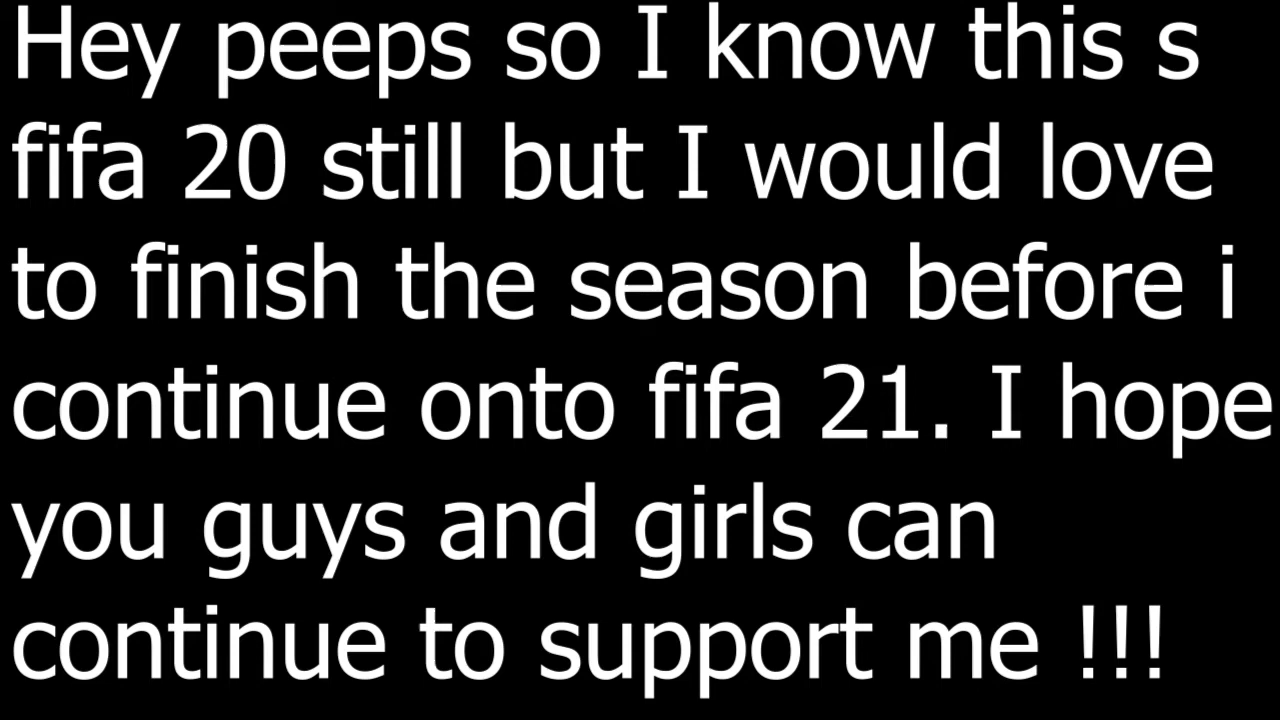 Hey peeps so I know this s
fifa 20 still but I would love
to finish the season before i
continue onto fifa 21. I hope
you guys and girls can
continue to support me !!!